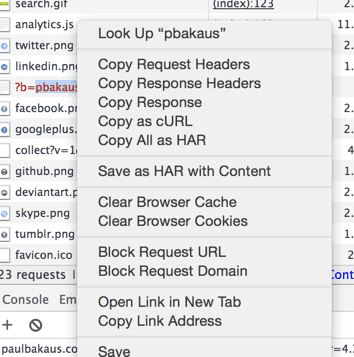 search.gif (index):123 2.
analytics.js 11.
Look Up “pbakaus”
twitter.png 2.
linkedin.png 1.
Copy Request Headers
Copy Response Headers
?b=pbakaus
Copy Response
facebook.pn 2.
Copy as cURL
googleplus. 2.
Copy All as HAR
collect?v=1& 2.
github.png 1.
Save as HAR with Content
deviantart.p 2.
Clear Browser Cache
skype.png 2.
Clear Browser Cookies
tumblr.png 1.
favicon.ico 2
Block Request URL
23 requests Cont
Block Request Domain
Console Em
Open Link in New Tab
Copy Link Address
paulbakaus.co r=4.
Save